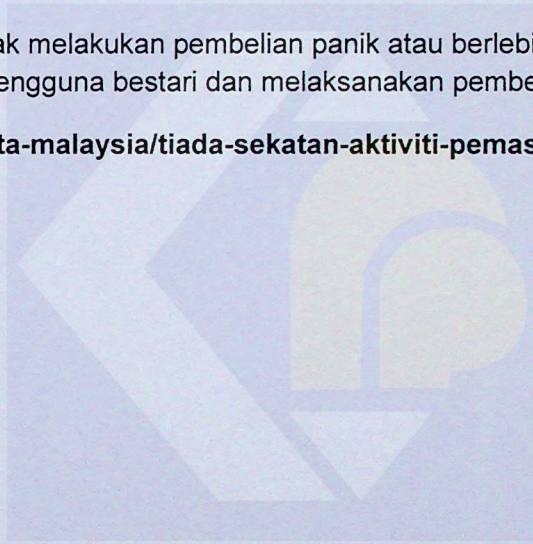 ak melakukan pembelian panik atau berlebi
engguna bestari dan melaksanakan pembe
ta-malaysia/tiada-sekatan-aktiviti-pemas